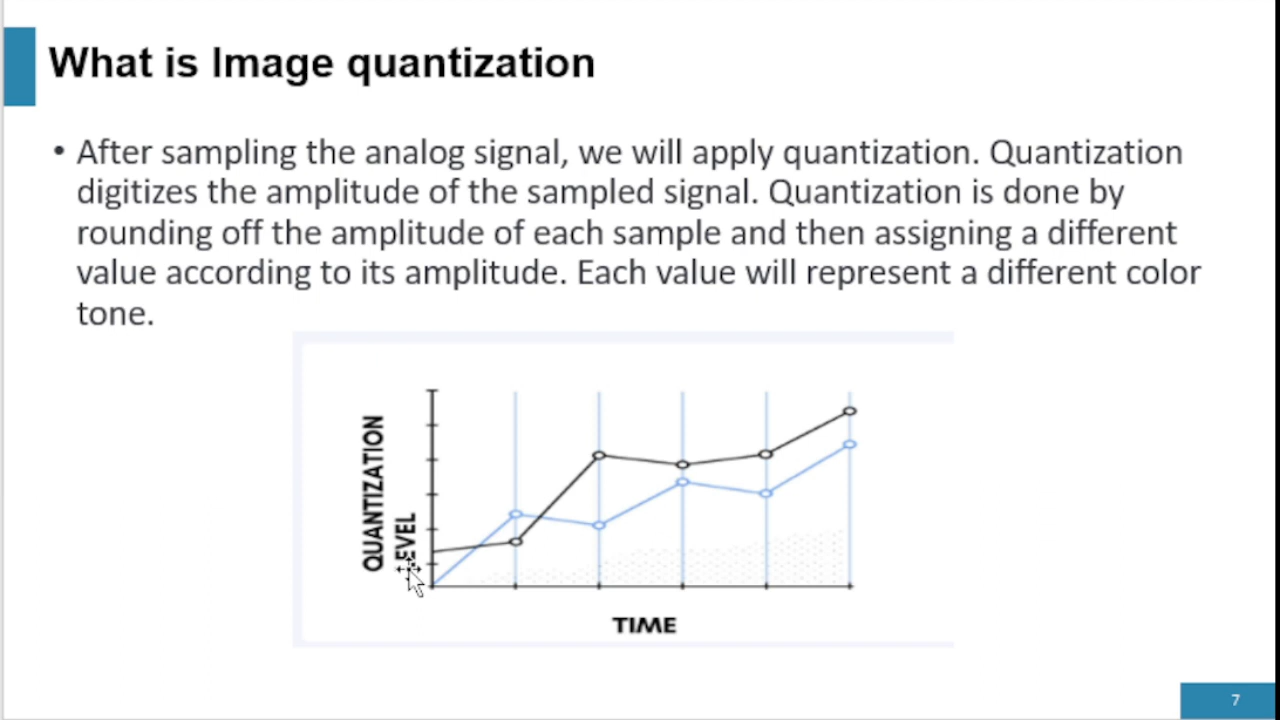 What is Image quantization
• After sampling the analog signal, we will apply quantization. Quantization
digitizes the amplitude of the sampled signal. Quantization is done by
rounding off the amplitude of each sample and then assigning a different
value according to its amplitude. Each value will represent a different color
tone.
QUANTIZATION
LEVEL
TIME
7